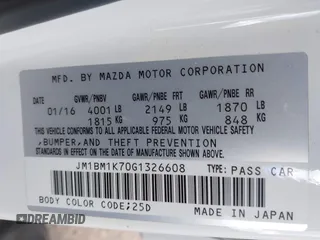 MFD. BY MAZDA MOTOR CORPORATION
GVWR/PNBV GAWR/PNBE FRT GAWR/PNBE RR
01/16 4001 LB 2149 LB 1870 LB
1815 KG 975 KG 848 KG
THIS VEHICLE CONFORMS TO ALL APPLICABLE FEDERAL MOTOR VEHICLE SAFETY
,BUMPER, AND THEFT PREVENTION
STANDARDS IN EFFECT ON THE DATE OF MANUFACTURE SHOWN ABOVE.
JM1BM1K70G1326608 TYPE:PASS CAR
BODY COLOR CODE;25D MADE IN JAPAN
DREAMBID